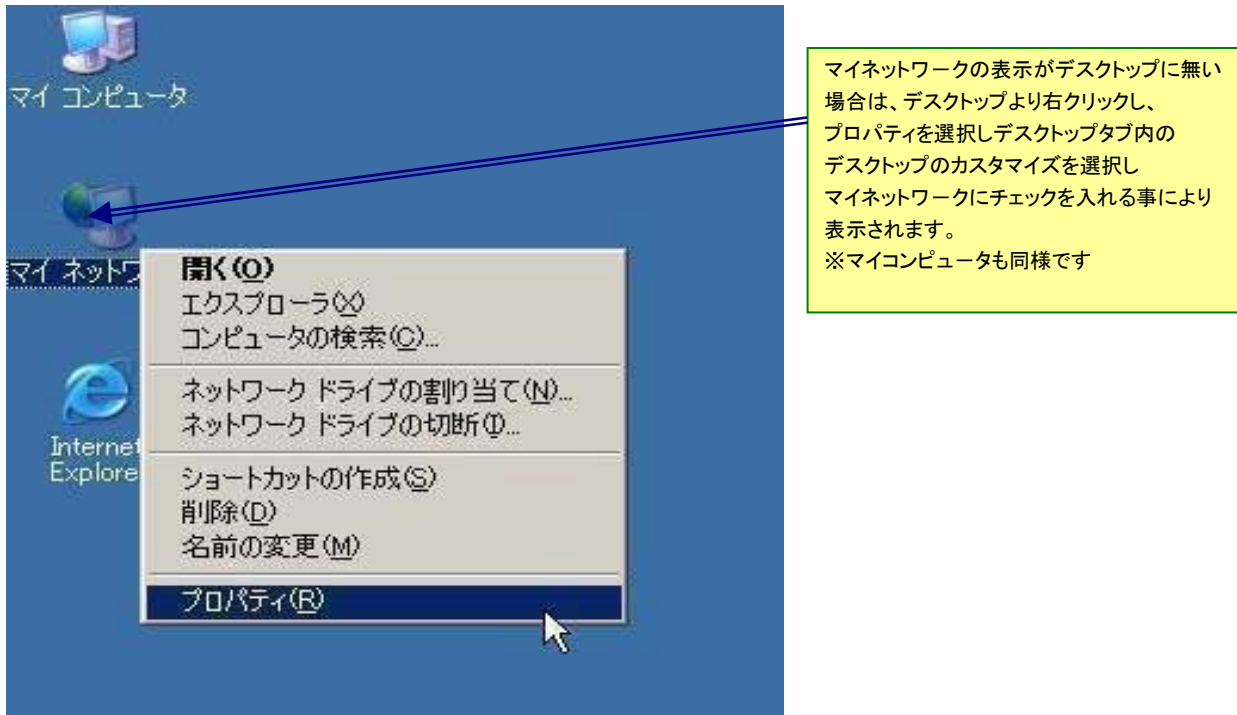 マイ コンピュータ
マイネットワークの表示がデスクトップに無い
場合は、デスクトップより右クリックし、
プロパティを選択しデスクトップタブ内の
デスクトップのカスタマイズを選択し
マイネットワークにチェックを入れる事により
表示されます。
※マイコンピュータも同様です
マイ ネットワ
開く(O)
エクスプローラ(X)
コンピュータの検索(C)...
ネットワーク ドライブの割り当て(N)...
ネットワーク ドライブの切断(I)...
ショートカットの作成(S)
削除(D)
名前の変更(M)
プロパティ(R)
Internet
Explore